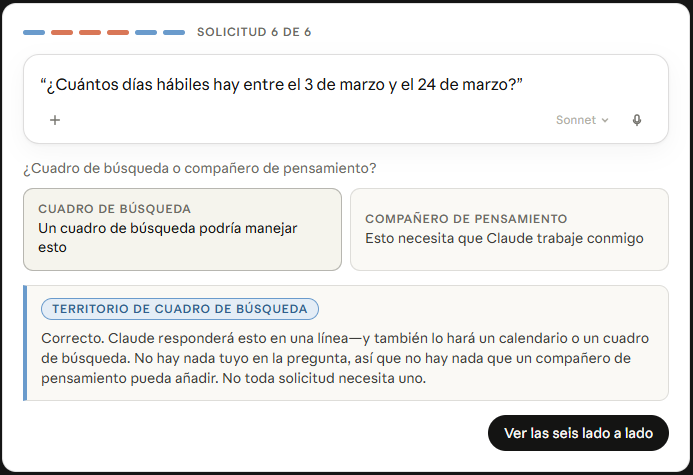 SOLICITUD 6 DE 6
“¿Cuántos días hábiles hay entre el 3 de marzo y el 24 de marzo?”
Sonnet
¿Cuadro de búsqueda o compañero de pensamiento?
CUADRO DE BÚSQUEDA
Un cuadro de búsqueda podría manejar
esto
COMPAÑERO DE PENSAMIENTO
Esto necesita que Claude trabaje conmigo
TERRITORIO DE CUADRO DE BÚSQUEDA
Correcto. Claude responderá esto en una línea—y también lo hará un calendario o un cuadro
de búsqueda. No hay nada tuyo en la pregunta, así que no hay nada que un compañero de
pensamiento pueda añadir. No toda solicitud necesita uno.
Ver las seis lado a lado